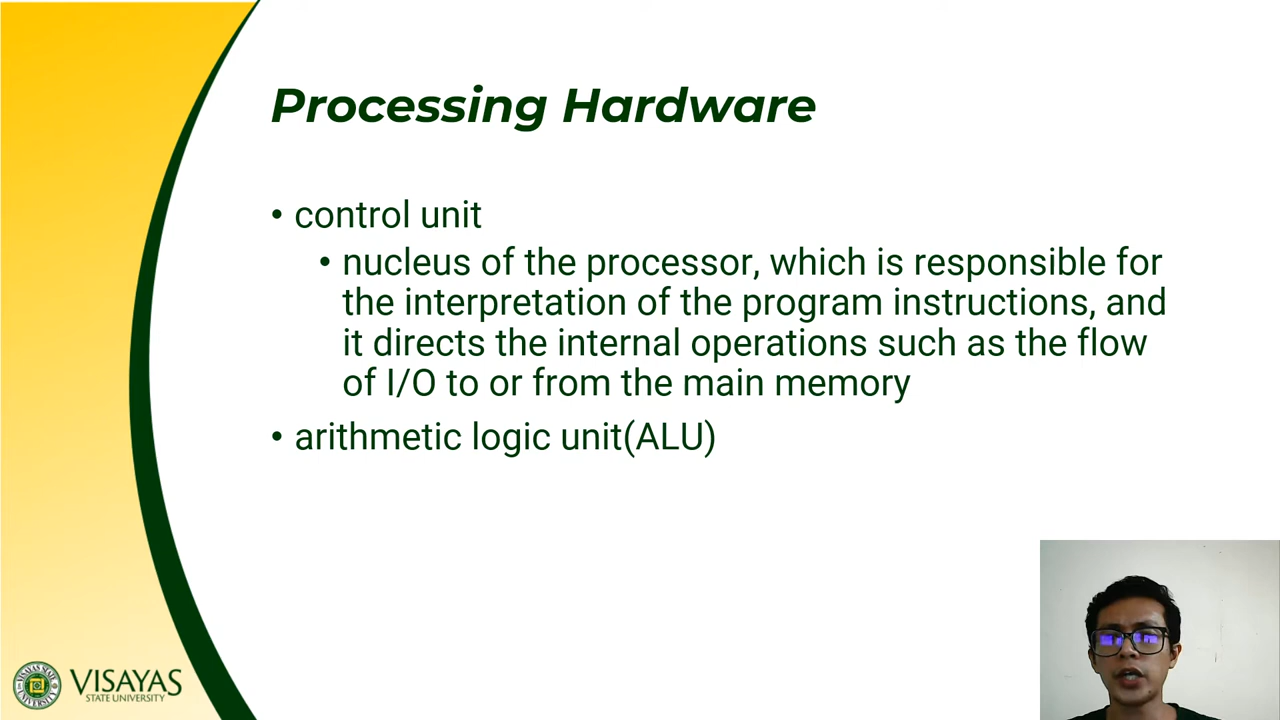 Processing Hardware
• control unit
• nucleus of the processor, which is responsible for
the interpretation of the program instructions, and
it directs the internal operations such as the flow
of I/O to or from the main memory
• arithmetic logic unit(ALU)
VISAYAS
STATE UNIVERSITY